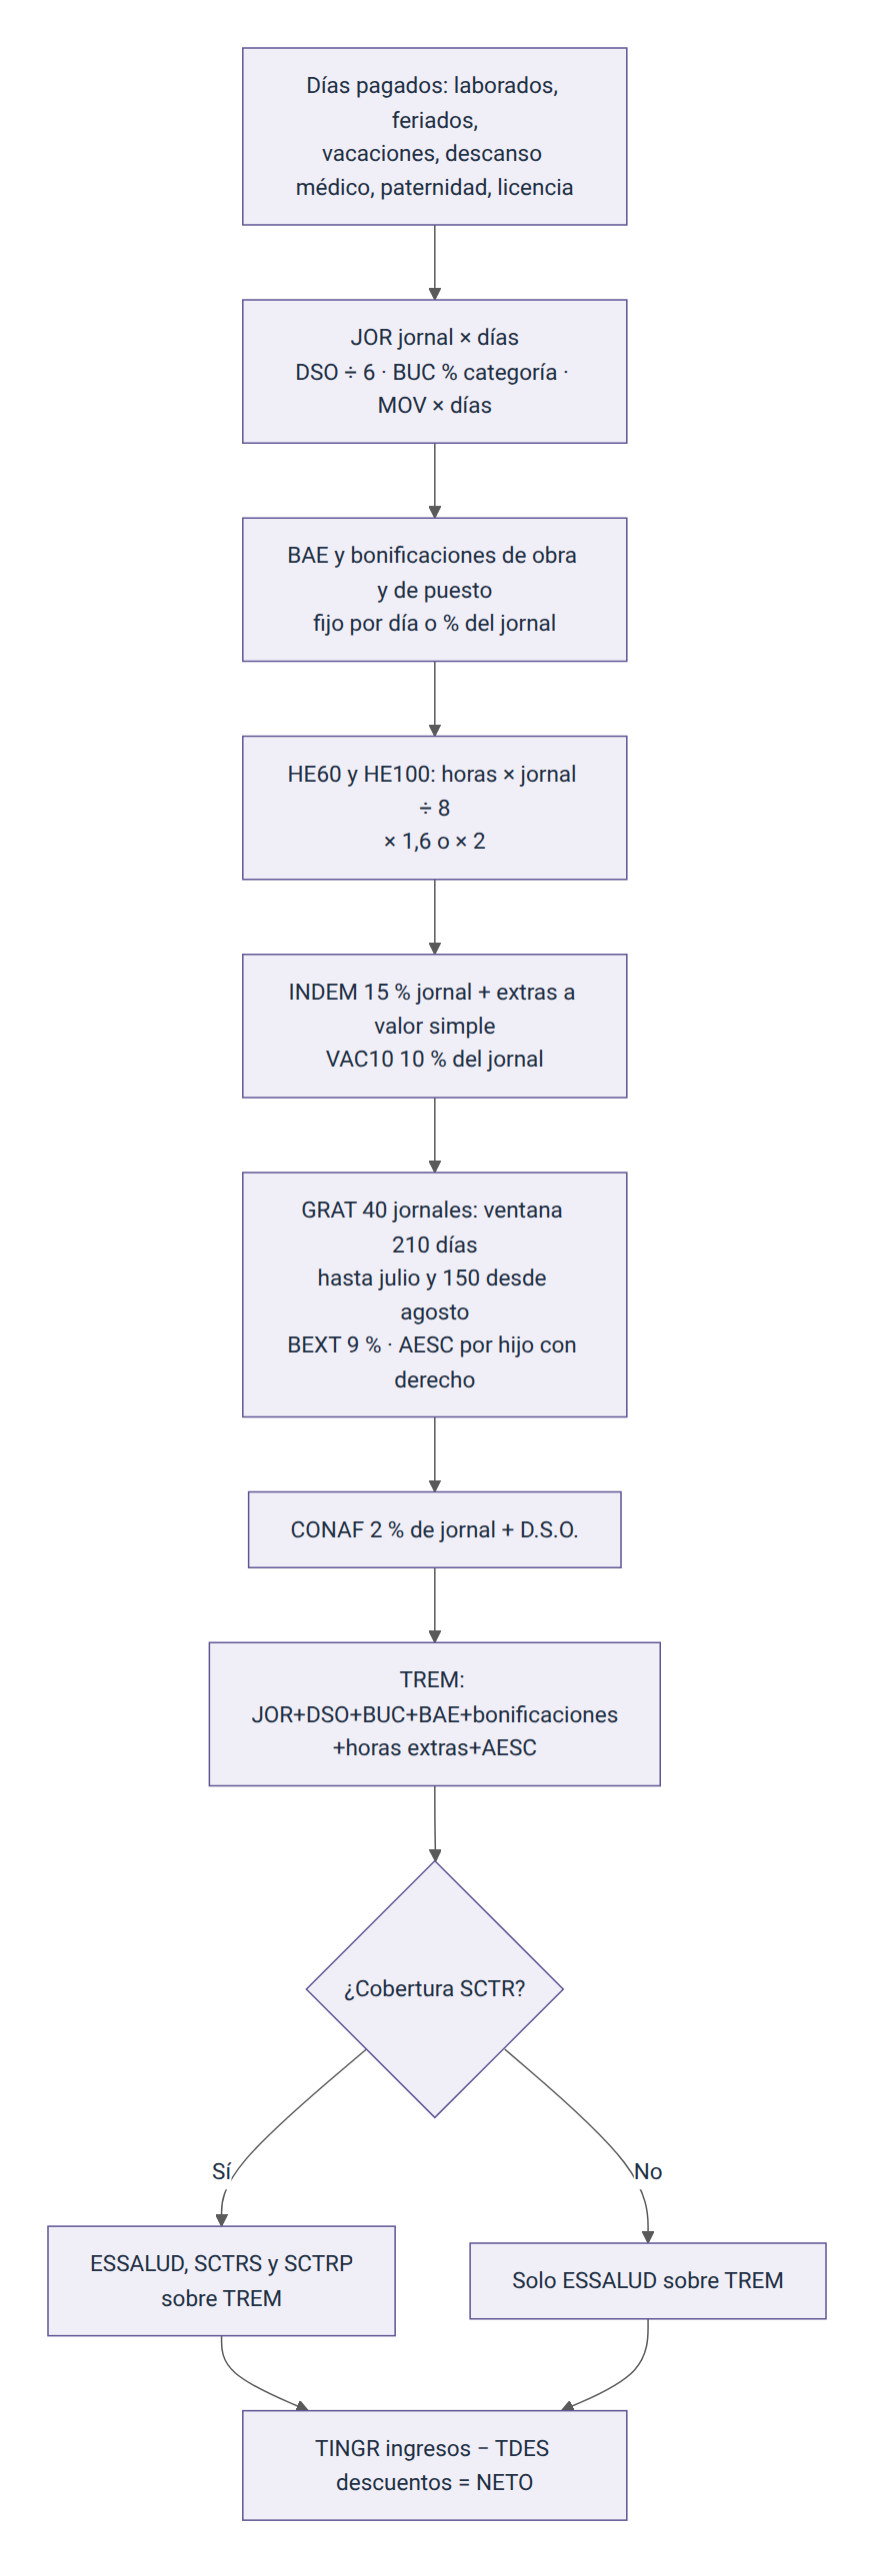 Días pagados: laborados,
feriados,
vacaciones, descanso
médico, paternidad, licencia
JOR jornal × días
DSO ÷ 6 · BUC % categoría ·
MOV × días
BAE y bonificaciones de obra
y de puesto
fijo por día o % del jornal
HE60 y HE100: horas × jornal
÷ 8
× 1,6 o × 2
INDEM 15 % jornal + extras a
valor simple
VAC10 10 % del jornal
GRAT 40 jornales: ventana
210 días
hasta julio y 150 desde
agosto
BEXT 9 % · AESC por hijo con
derecho
CONAF 2 % de jornal + D.S.O.
TREM:
JOR+DSO+BUC+BAE+bonificaciones
+horas extras+AESC
¿Cobertura SCTR?
Sí
No
ESSALUD, SCTRS y SCTRP
sobre TREM
Solo ESSALUD sobre TREM
TINGR ingresos − TDES
descuentos = NETO